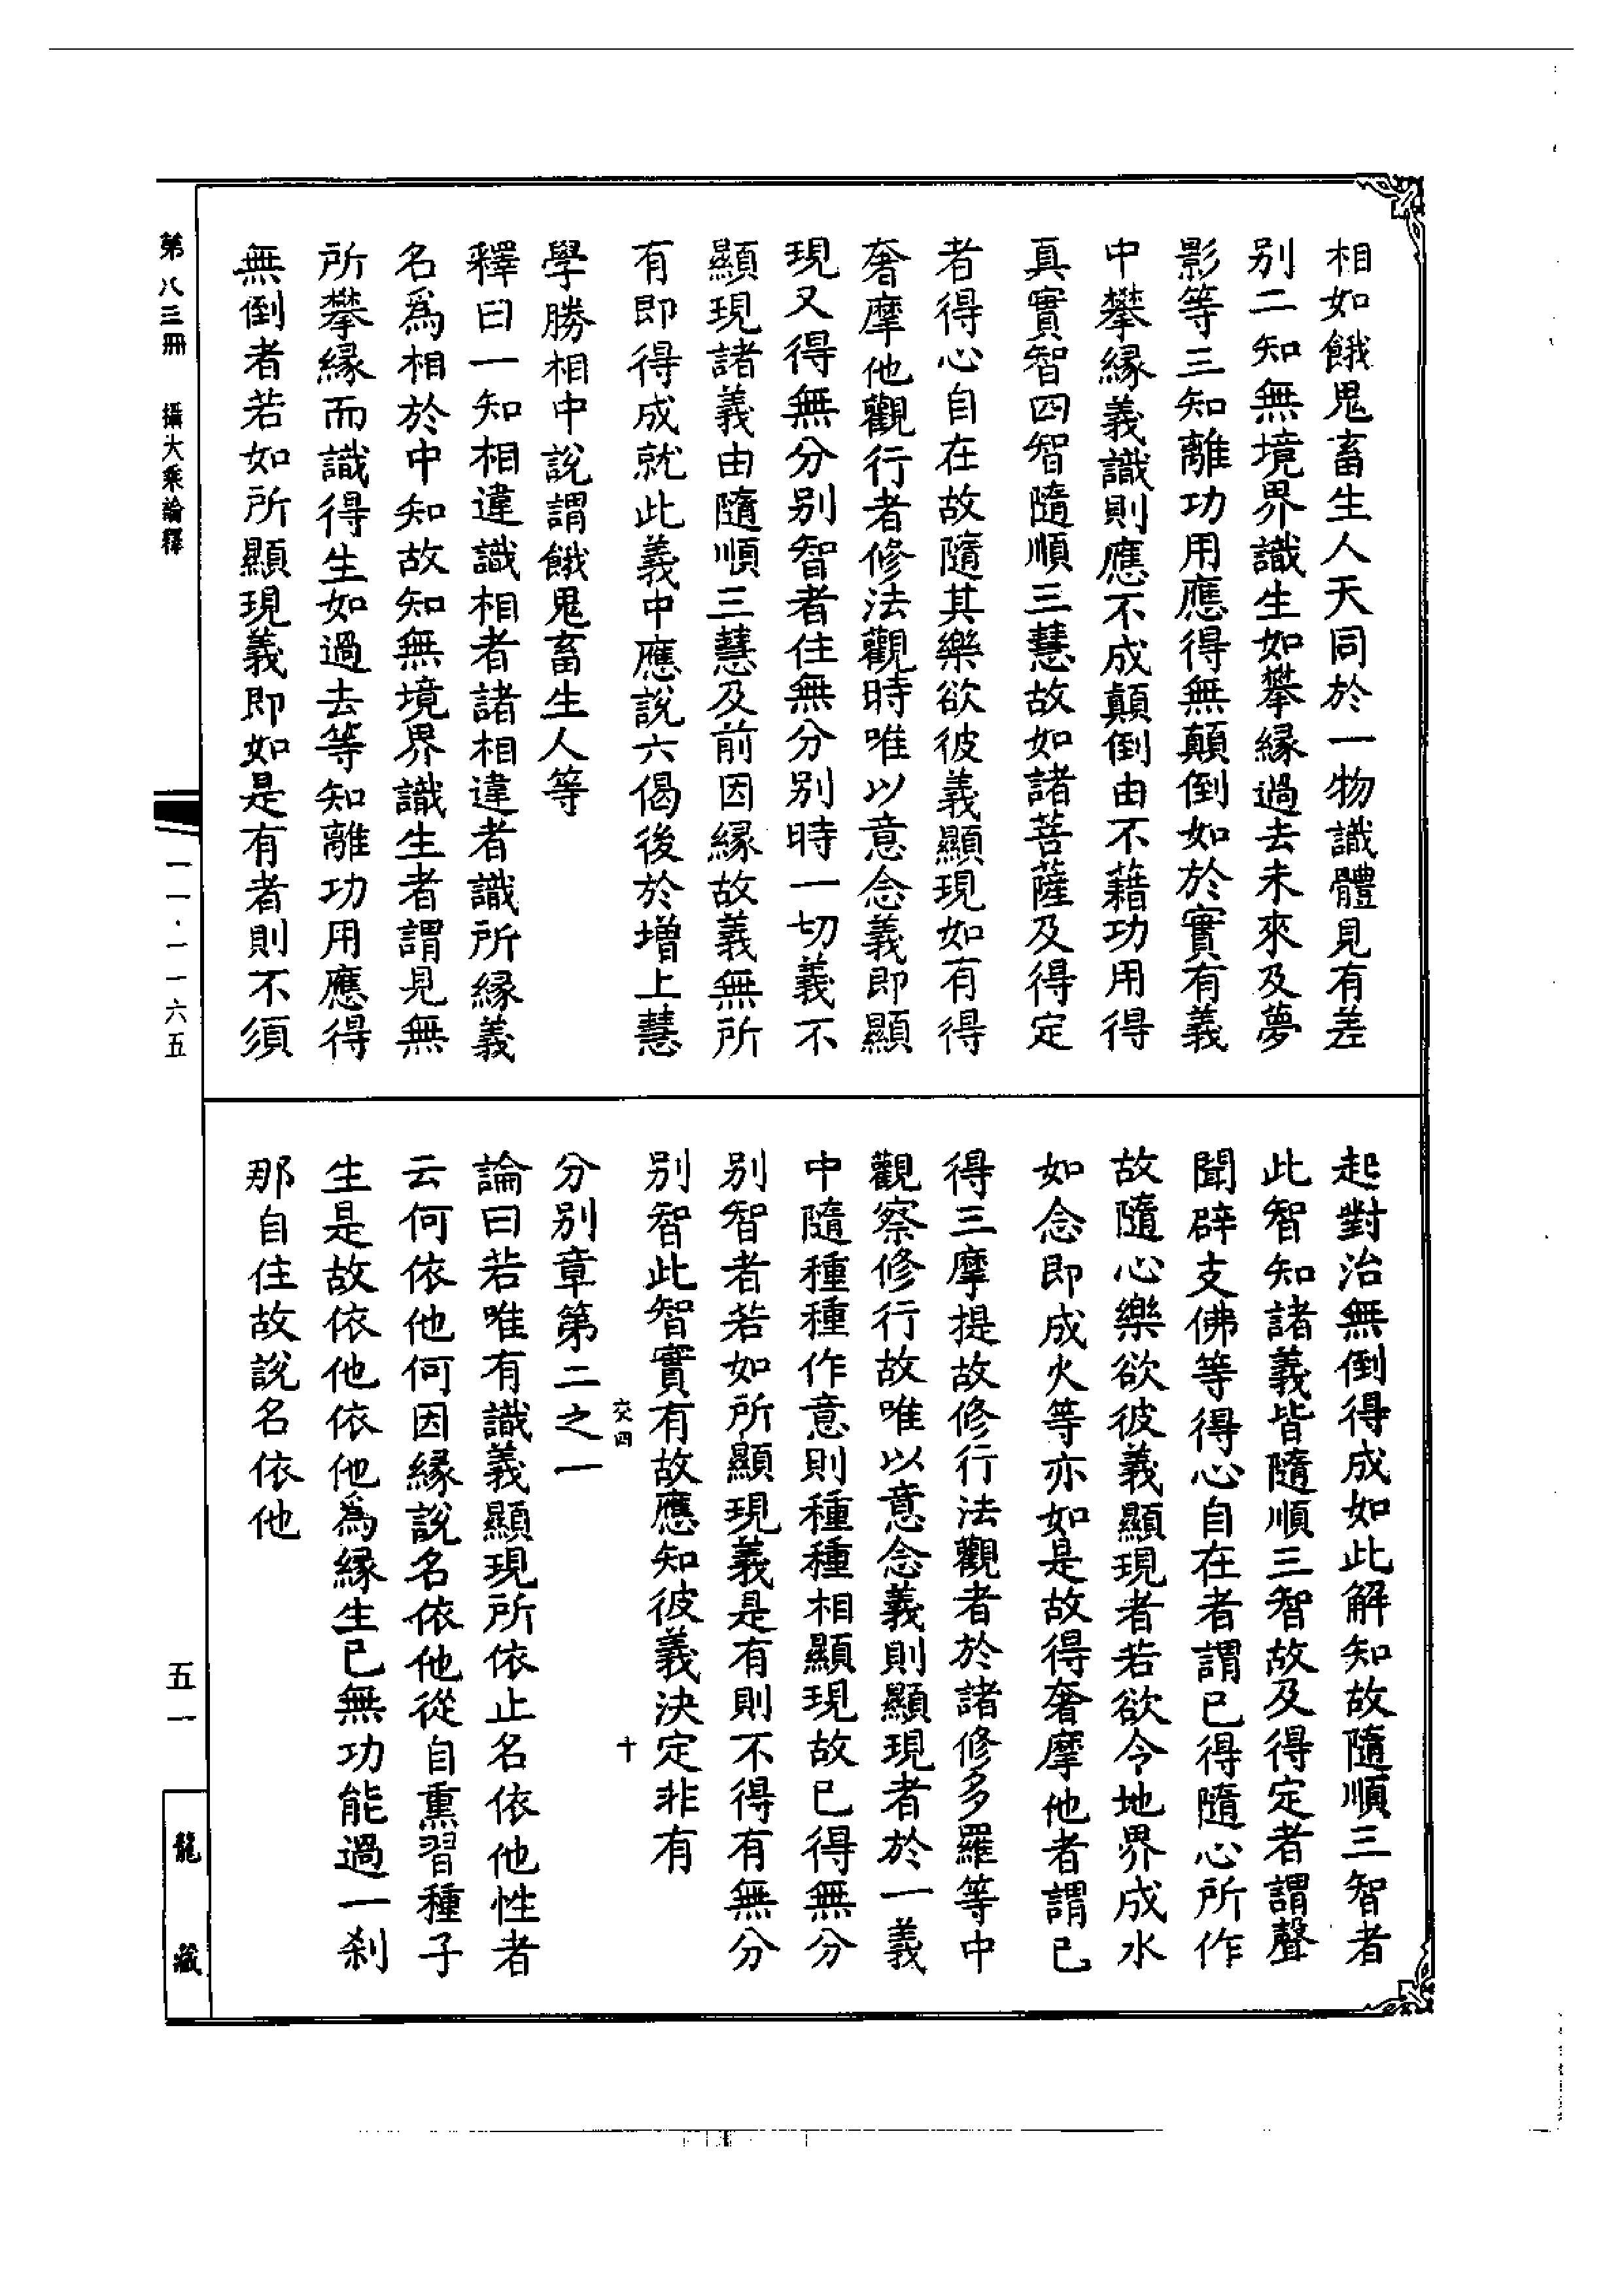 相如餓鬼畜生人天同於一物識體見有差
别二知無境界識生如攀緣過去未來及夢
影等三知離功用應得無顛倒如於實有義
中攀緣義識則應不成顛倒由不藉功用得
真實智四智隨順三慧故如諸菩薩及得定
者得心自在故隨其樂欲彼義顯現如有得
奢摩他觀行者修法觀時唯以意念義即顯
現又得無分别智者住無分别時一切義不
顯現諸義由隨順三慧及前因緣故義無所
有即得成就此義中應説六偈後於增上慧
學勝相中説謂餓鬼畜生人等
釋曰一知相違識相者諸相違者識所緣義
名爲相於中知故知無境界識生者謂見無
所攀緣而識得生如過去等知離功用應得
無倒者若如所顯現義即如是有者則不須
起對治無倒得成如此解知故隨順三智者
此智知諸義皆隨順三智故及得定者謂聲
聞辟支佛等得心自在者謂已得隨心所作
故隨心樂欲彼義顯現者若欲令地界成水
如念即成火等亦如是故得奢摩他者謂已
得三摩提故修行法觀者於諸修多羅等中
觀察修行故唯以意念義則顯現者於一義
中隨種種作意則種種相顯現故已得無分
别智者若如所顯現義是有則不得有無分
别智此智實有故應知彼義決定非有
交四 十
分别章第二之一
論曰若唯有識義顯現所依止名依他性者
云何依他何因緣説名依他從自熏習種子
生是故依他依他爲緣生已無功能過一刹
那自住故説名依他
第八三冊 攝大乘論釋
一一·一一六五
五一
龍藏